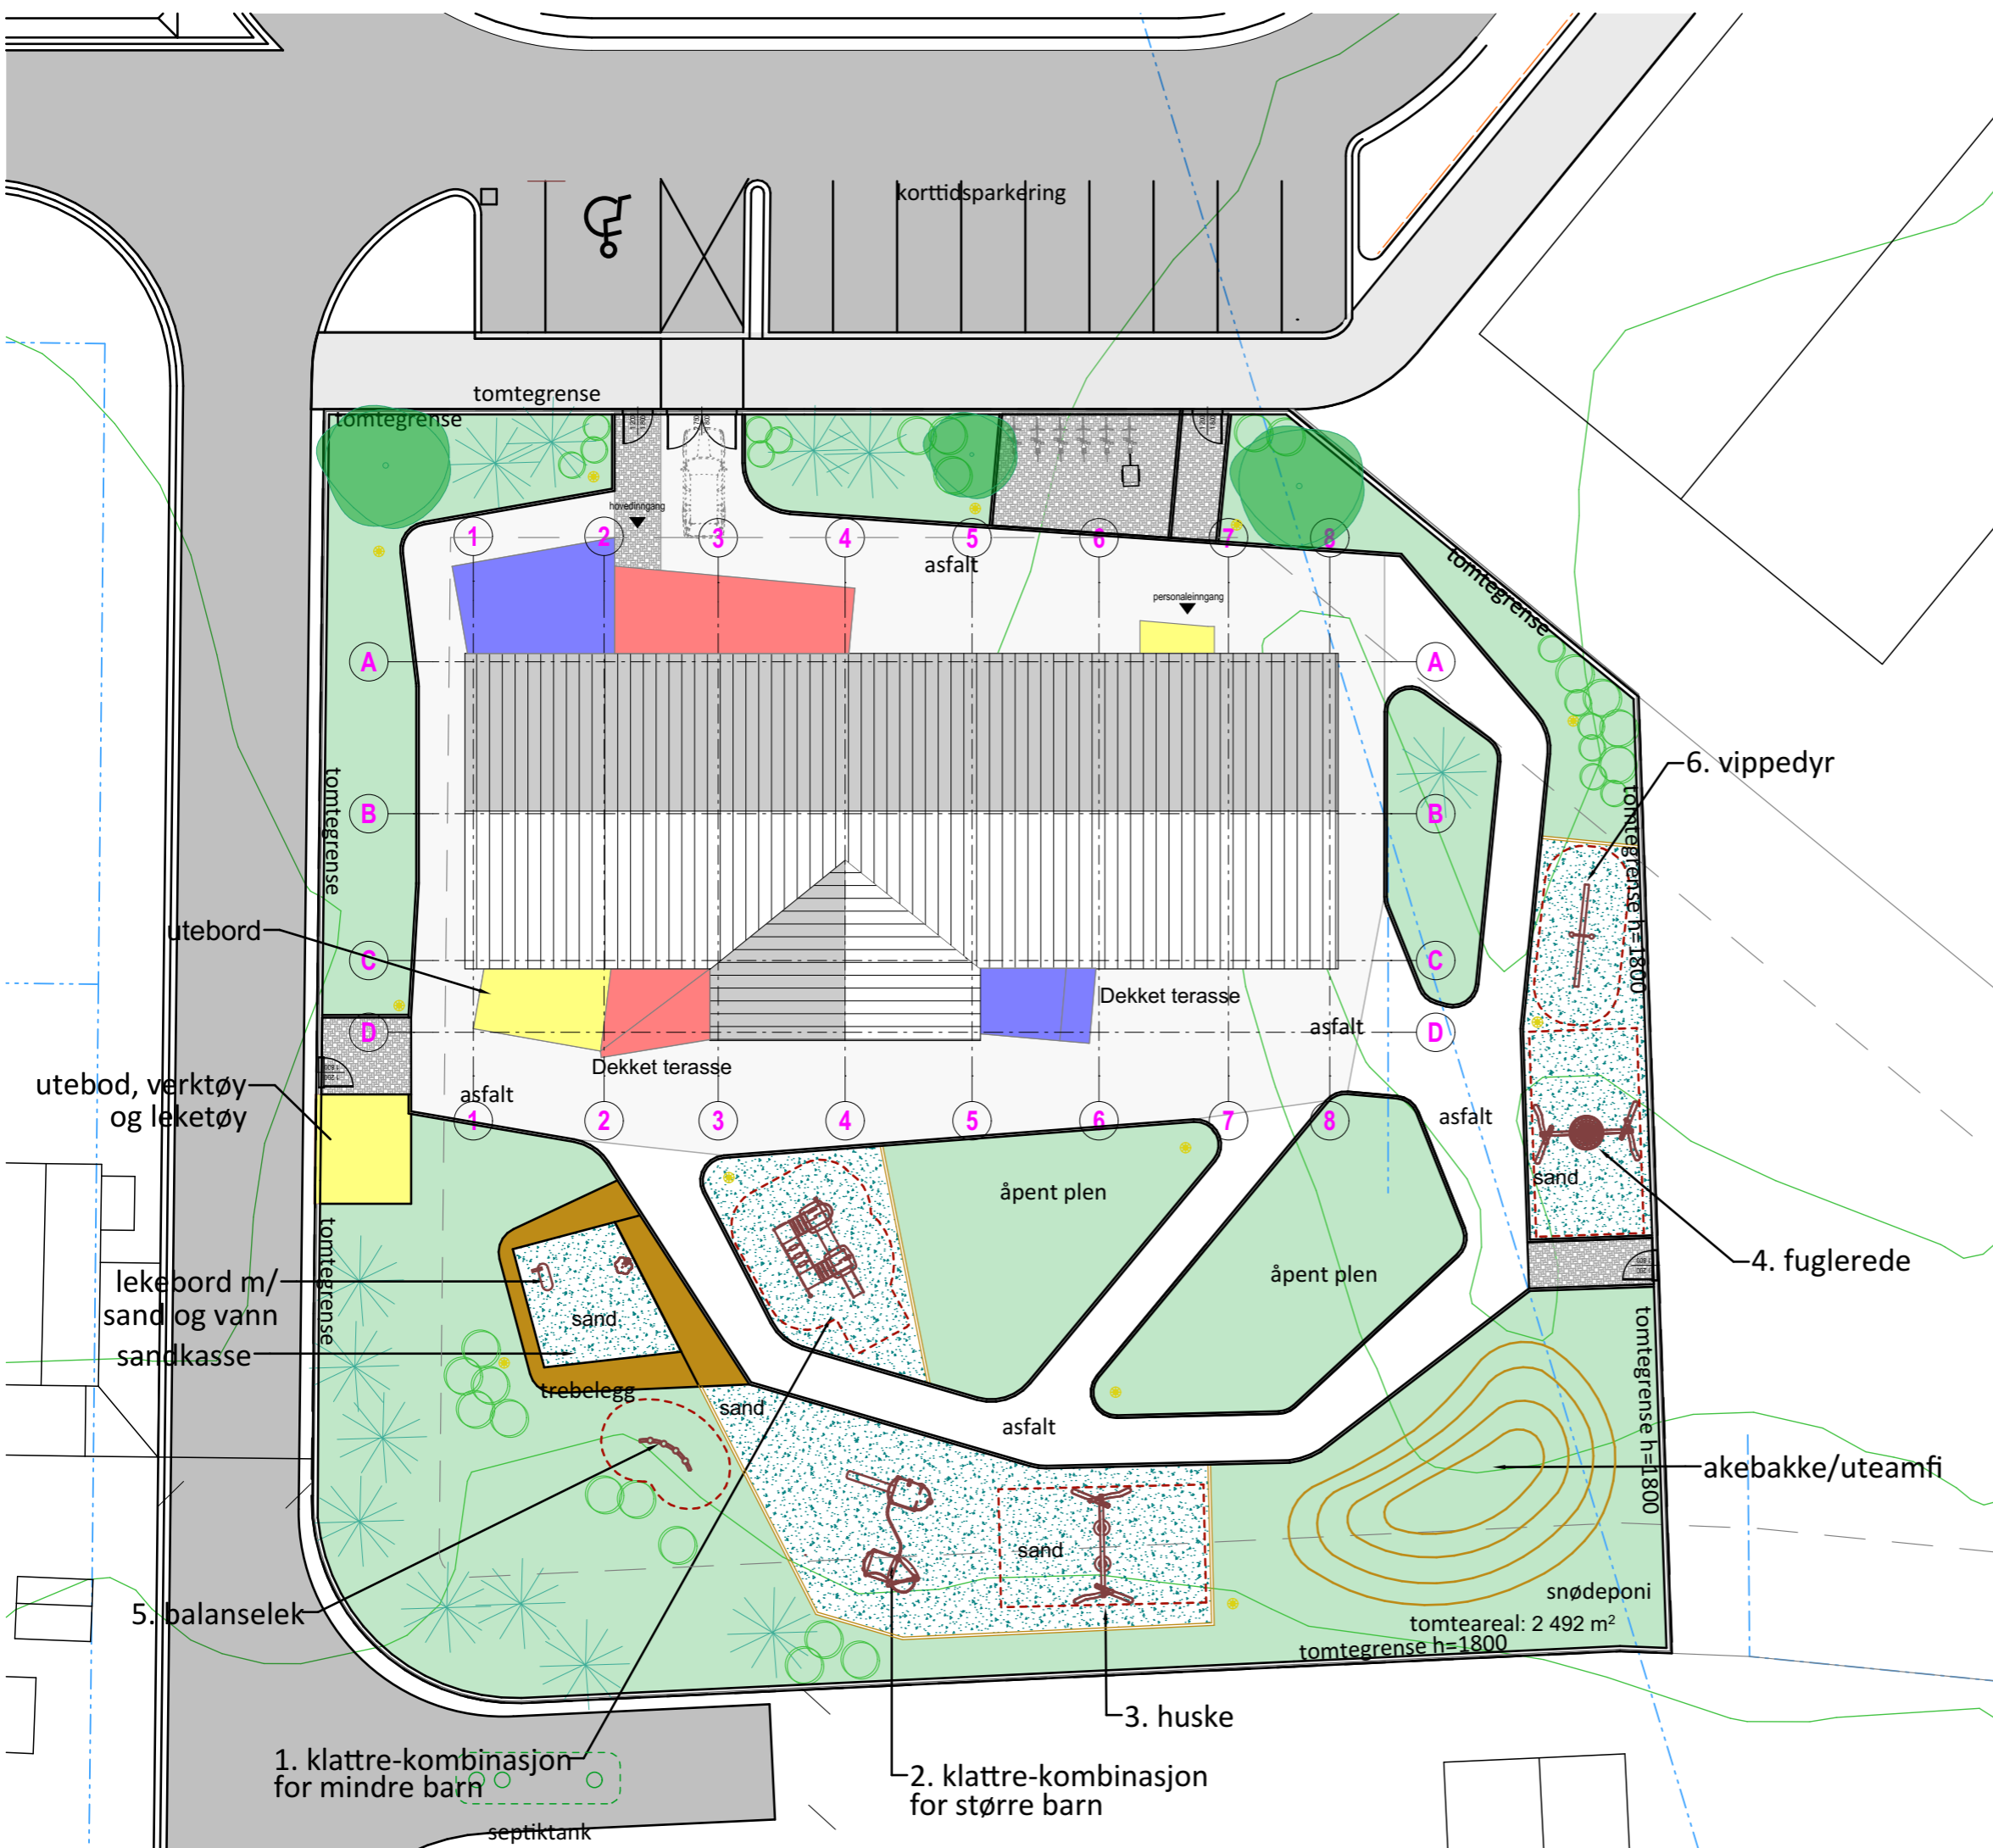 korttidsparkering
tomtegrense
tomtegrense
hovedinngang
1
2
3
4
5
6
7
8
asfalt
personaleinngang
tomtegrense
A
A
6. vippedyr
tomtegrense
B
B
tomtegrense h=1800
utebord
C
C
Dekket terasse
D
asfalt
D
Dekket terasse
utebod, verktøy
og leketøy
asfalt
1
2
3
4
5
6
7
8
asfalt
sand
åpent plen
tomtegrense
4. fuglerede
åpent plen
lekebord m/
sand og vann
sand
sandkasse
tomtegrense h=1800
trebelegg
sand
asfalt
akebakke/uteamfi
sand
snødeponi
5. balanselek
tomteareal: 2 492 m²
tomtegrense h=1800
3. huske
1. klattre-kombinasjon
for mindre barn
2. klattre-kombinasjon
for større barn
septiktank